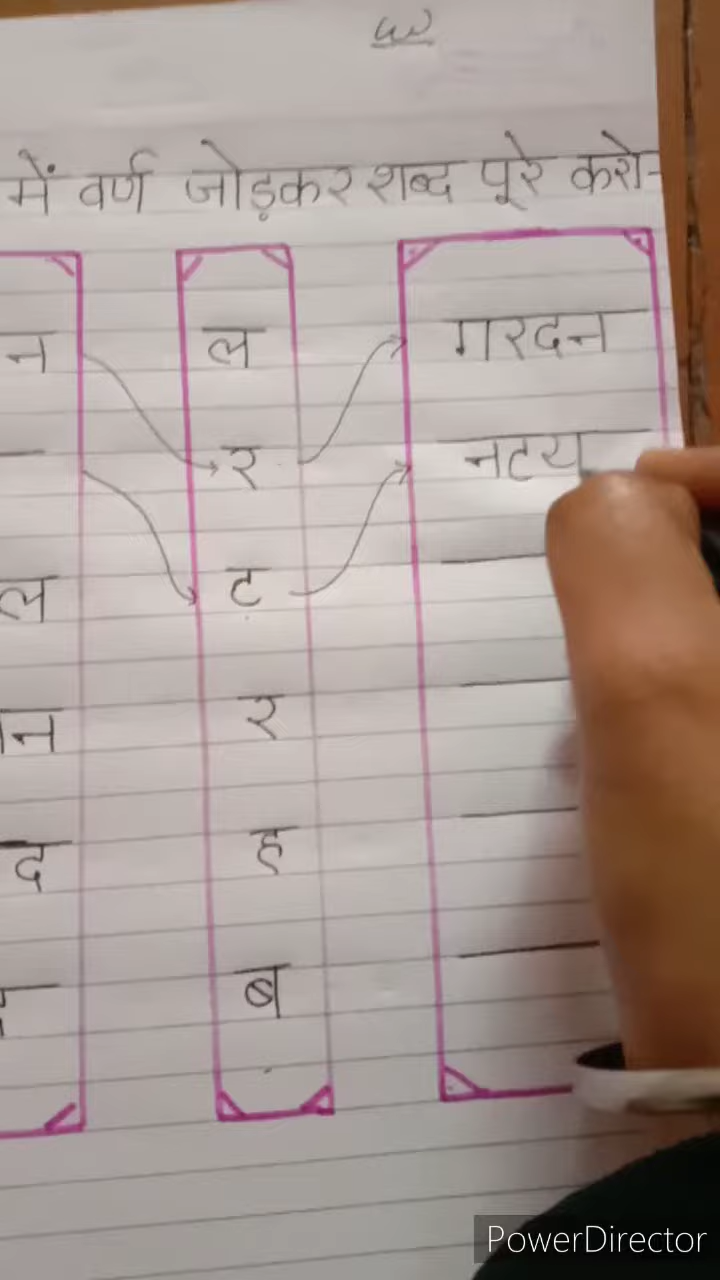 में वर्ण जोड़कर शब्द पूरे करो-
न ल गरदन
र नटय
ल ट
न र
द ह
ब
PowerDirector